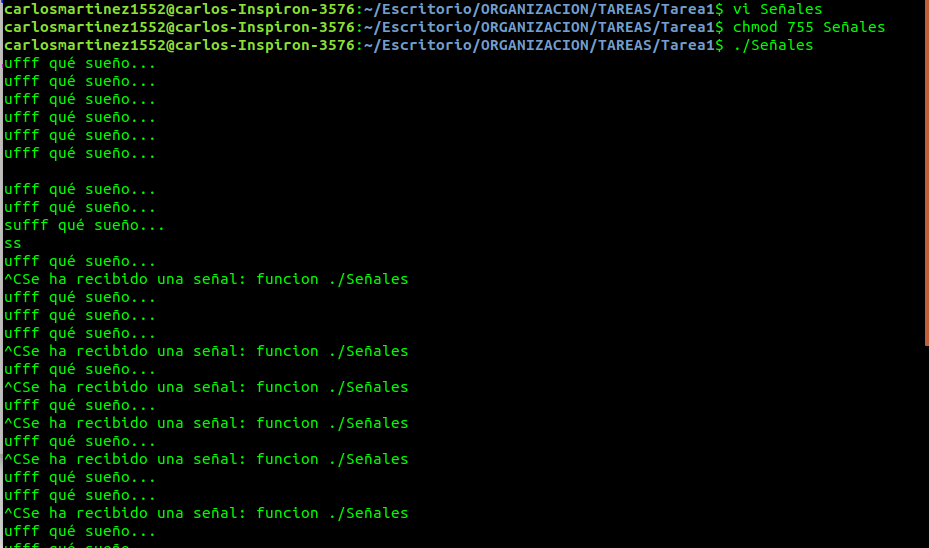 carlosmartinez1552@carlos-Inspiron-3576:~/Escritorio/ORGANIZACION/TAREAS/Tarea1$ vi Señales
carlosmartinez1552@carlos-Inspiron-3576:~/Escritorio/ORGANIZACION/TAREAS/Tarea1$ chmod 755 Señales
carlosmartinez1552@carlos-Inspiron-3576:~/Escritorio/ORGANIZACION/TAREAS/Tarea1$ ./Señales
ufff qué sueño...
ufff qué sueño...
ufff qué sueño...
ufff qué sueño...
ufff qué sueño...
ufff qué sueño...
ufff qué sueño...
ufff qué sueño...
sufff qué sueño...
ss
ufff qué sueño...
^CSe ha recibido una señal: funcion ./Señales
ufff qué sueño...
ufff qué sueño...
ufff qué sueño...
^CSe ha recibido una señal: funcion ./Señales
ufff qué sueño...
^CSe ha recibido una señal: funcion ./Señales
ufff qué sueño...
^CSe ha recibido una señal: funcion ./Señales
ufff qué sueño...
^CSe ha recibido una señal: funcion ./Señales
ufff qué sueño...
ufff qué sueño...
^CSe ha recibido una señal: funcion ./Señales
ufff qué sueño...
ufff qué sueño